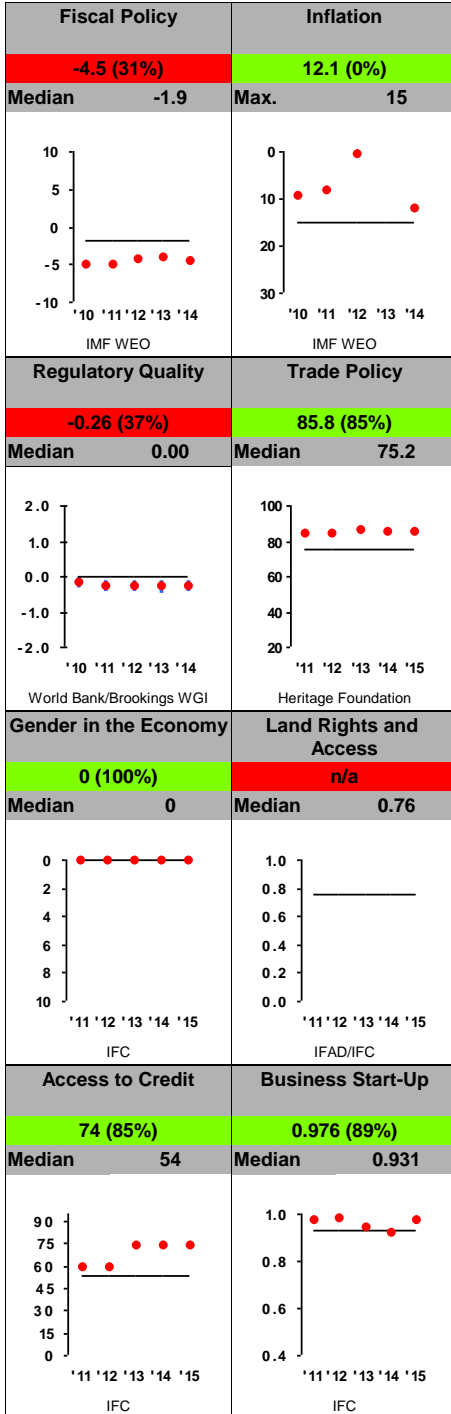 Fiscal Policy
-4.5 (31%)
Median -1.9
10
5
0
-5
-10
'10 '11 '12 '13 '14
IMF WEO
Inflation
12.1 (0%)
Max. 15
0
10
20
30
'10 '11 '12 '13 '14
IMF WEO
Regulatory Quality
-0.26 (37%)
Median 0.00
2.0
1.0
0.0
-1.0
-2.0
'10 '11 '12 '13 '14
World Bank/Brookings WGI
Trade Policy
85.8 (85%)
Median 75.2
100
80
60
40
20
'11 '12 '13 '14 '15
Heritage Foundation
Gender in the Economy
0 (100%)
Median 0
0
2
4
6
8
10
'11 '12 '13 '14 '15
IFC
Land Rights and
Access
n/a
Median 0.76
1.0
0.8
0.6
0.4
0.2
0.0
'11 '12 '13 '14 '15
IFAD/IFC
Access to Credit
74 (85%)
Median 54
90
75
60
45
30
15
0
'11 '12 '13 '14 '15
IFC
Business Start-Up
0.976 (89%)
Median 0.931
1.0
0.8
0.6
0.4
'11 '12 '13 '14 '15
IFC